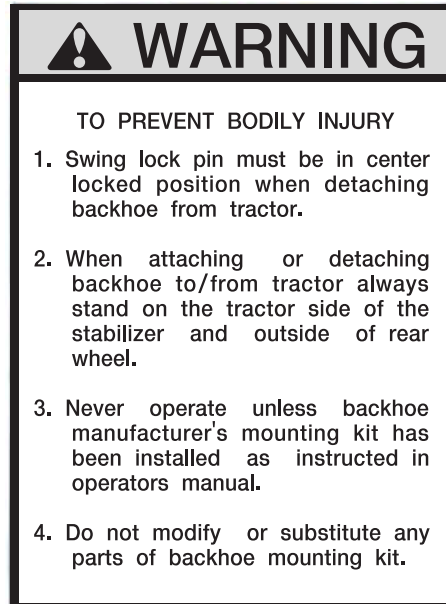 WARNING
TO PREVENT BODILY INJURY
1. Swing lock pin must be in center
locked position when detaching
backhoe from tractor.
2. When attaching or detaching
backhoe to/from tractor always
stand on the tractor side of the
stabilizer and outside of rear
wheel.
3. Never operate unless backhoe
manufacturer's mounting kit has
been installed as instructed in
operators manual.
4. Do not modify or substitute any
parts of backhoe mounting kit.